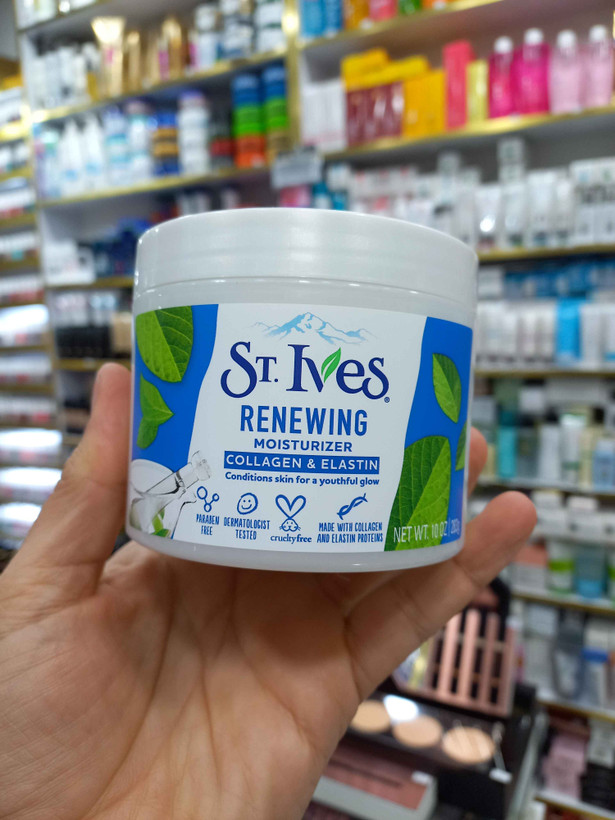 ST. IVES®
RENEWING
MOISTURIZER
COLLAGEN & ELASTIN
Conditions skin for a youthful glow
PARABEN
FREE
DERMATOLOGIST
TESTED
crueltyfree
MADE WITH COLLAGEN
AND ELASTIN PROTEINS
NET WT. 10 OZ